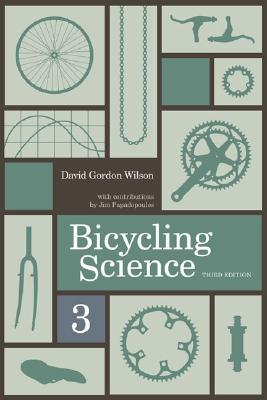 David Gordon Wilson
with contributions
by Jim Papadopoulos
Bicycling
Science
THIRD EDITION
3